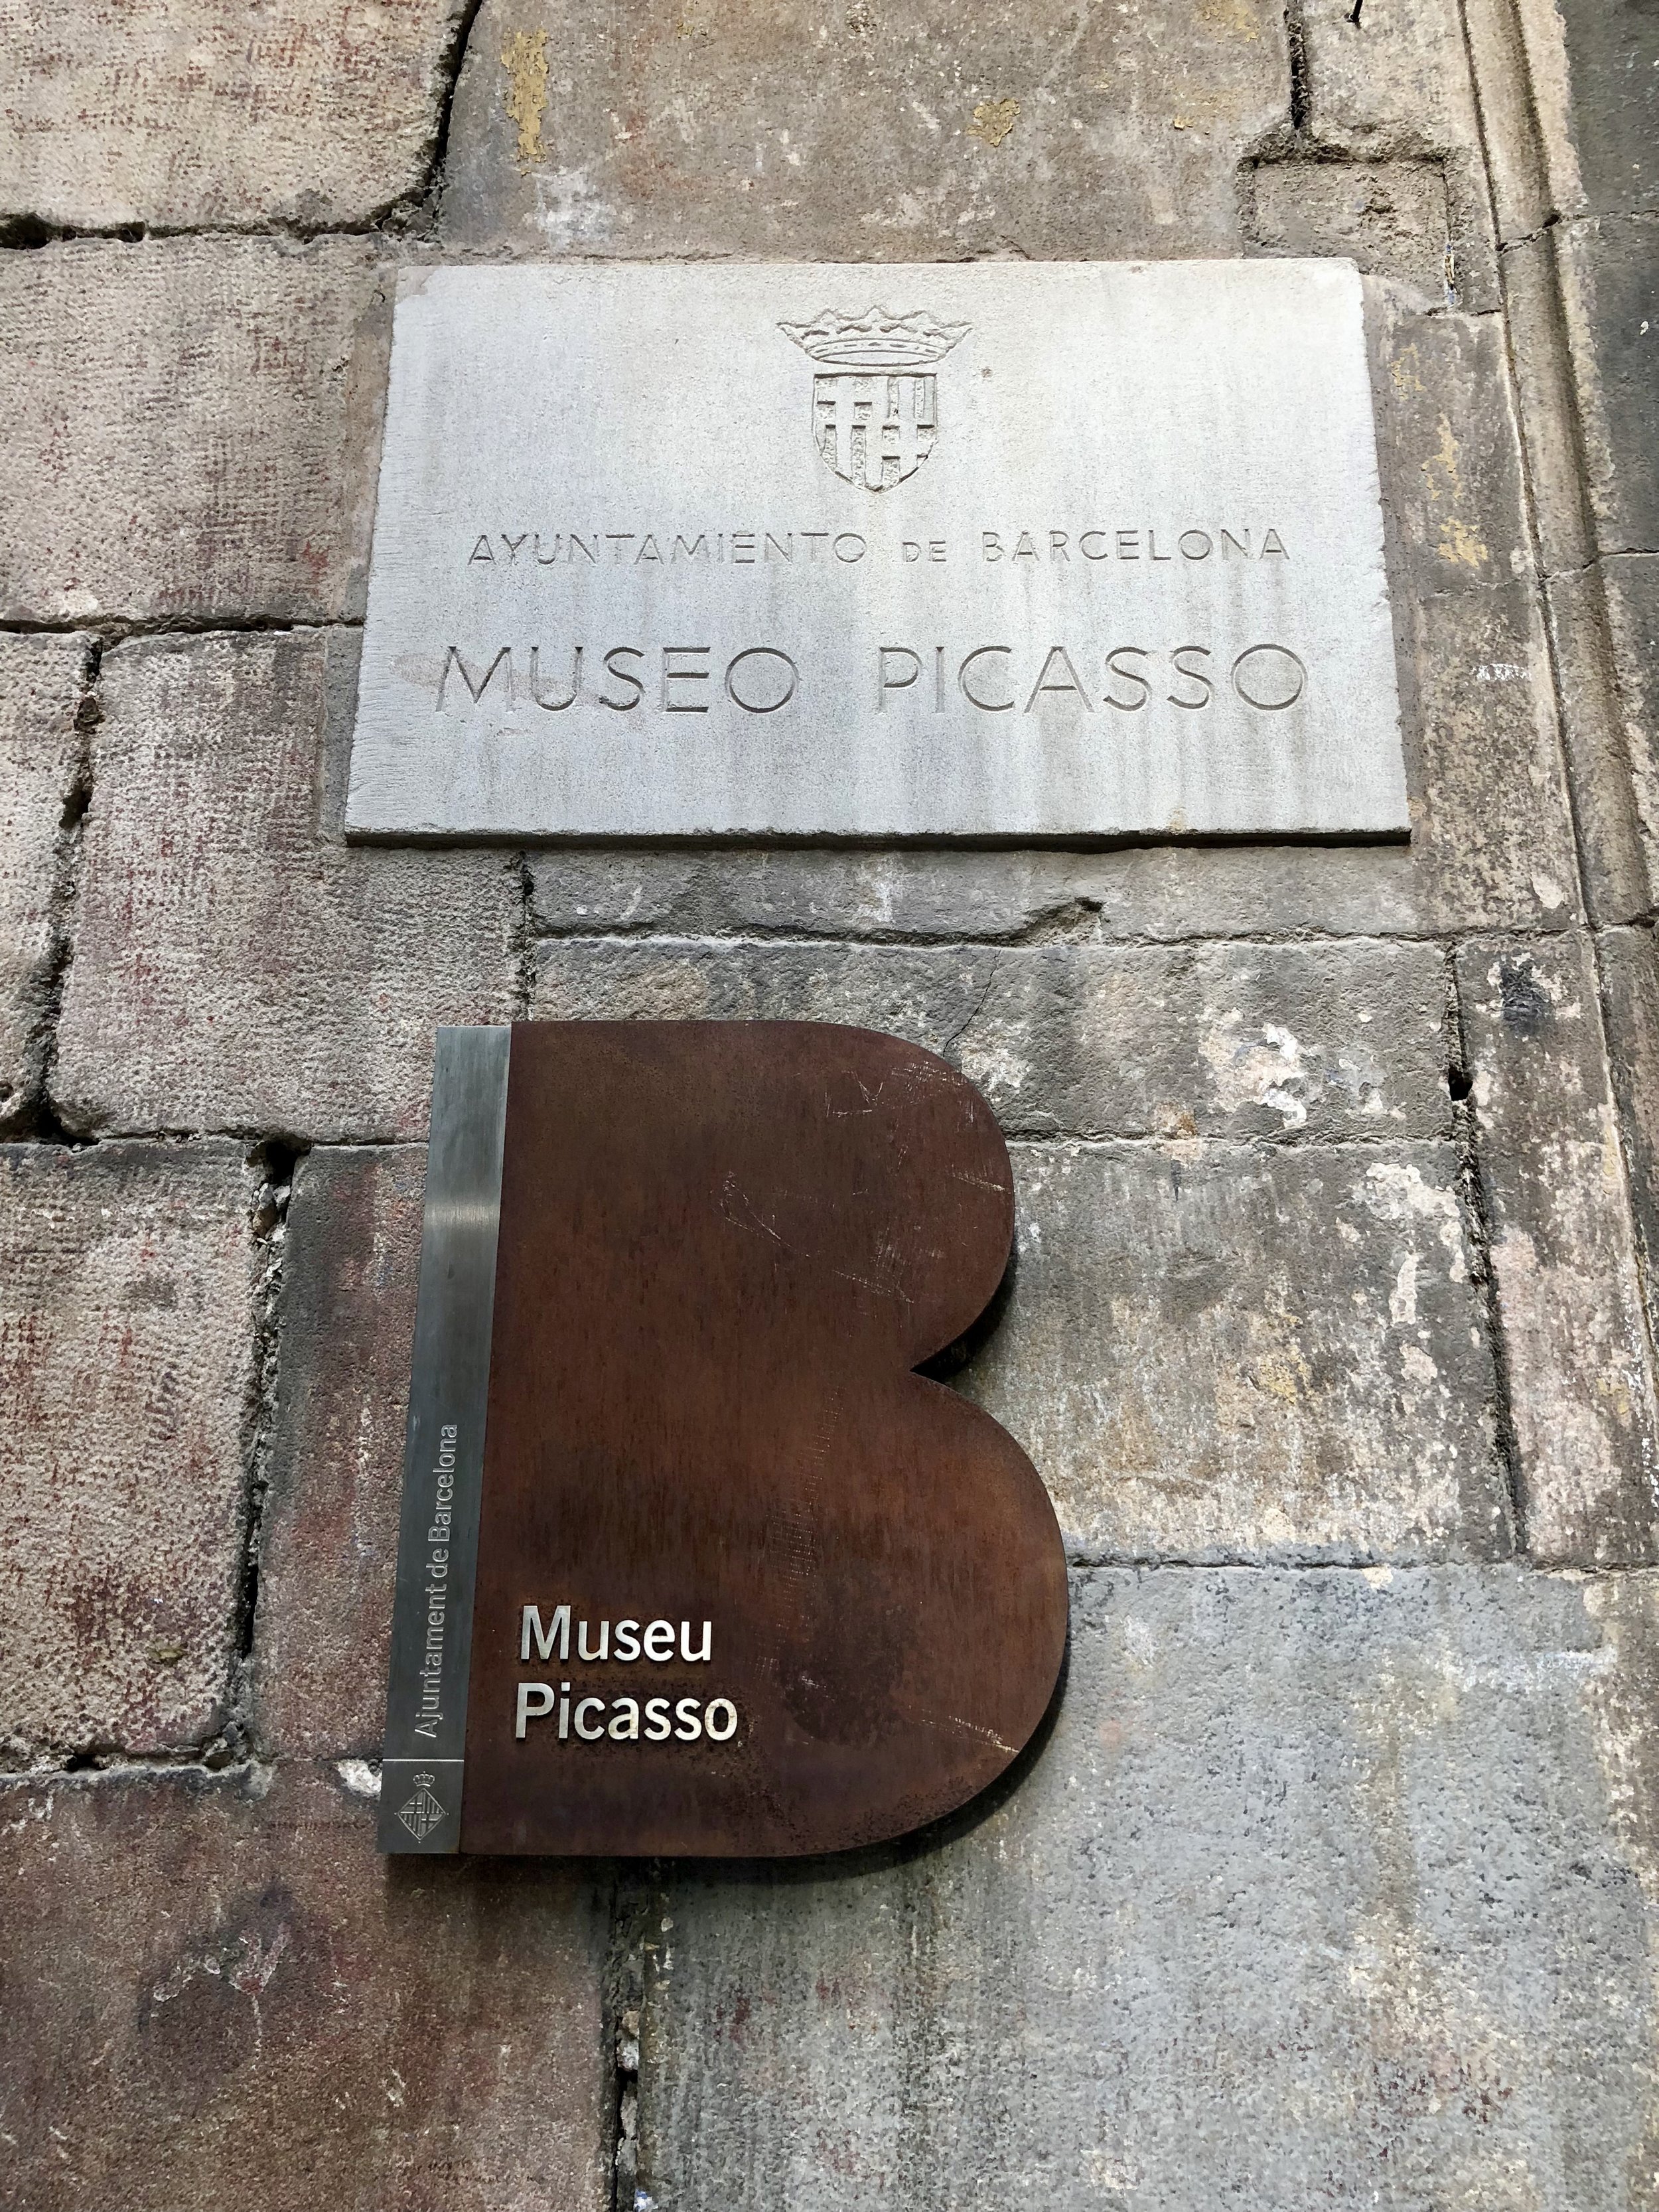 AYUNTAMIENTO DE BARCELONA
MUSEO PICASSO
Ajuntament de Barcelona
Museu
Picasso